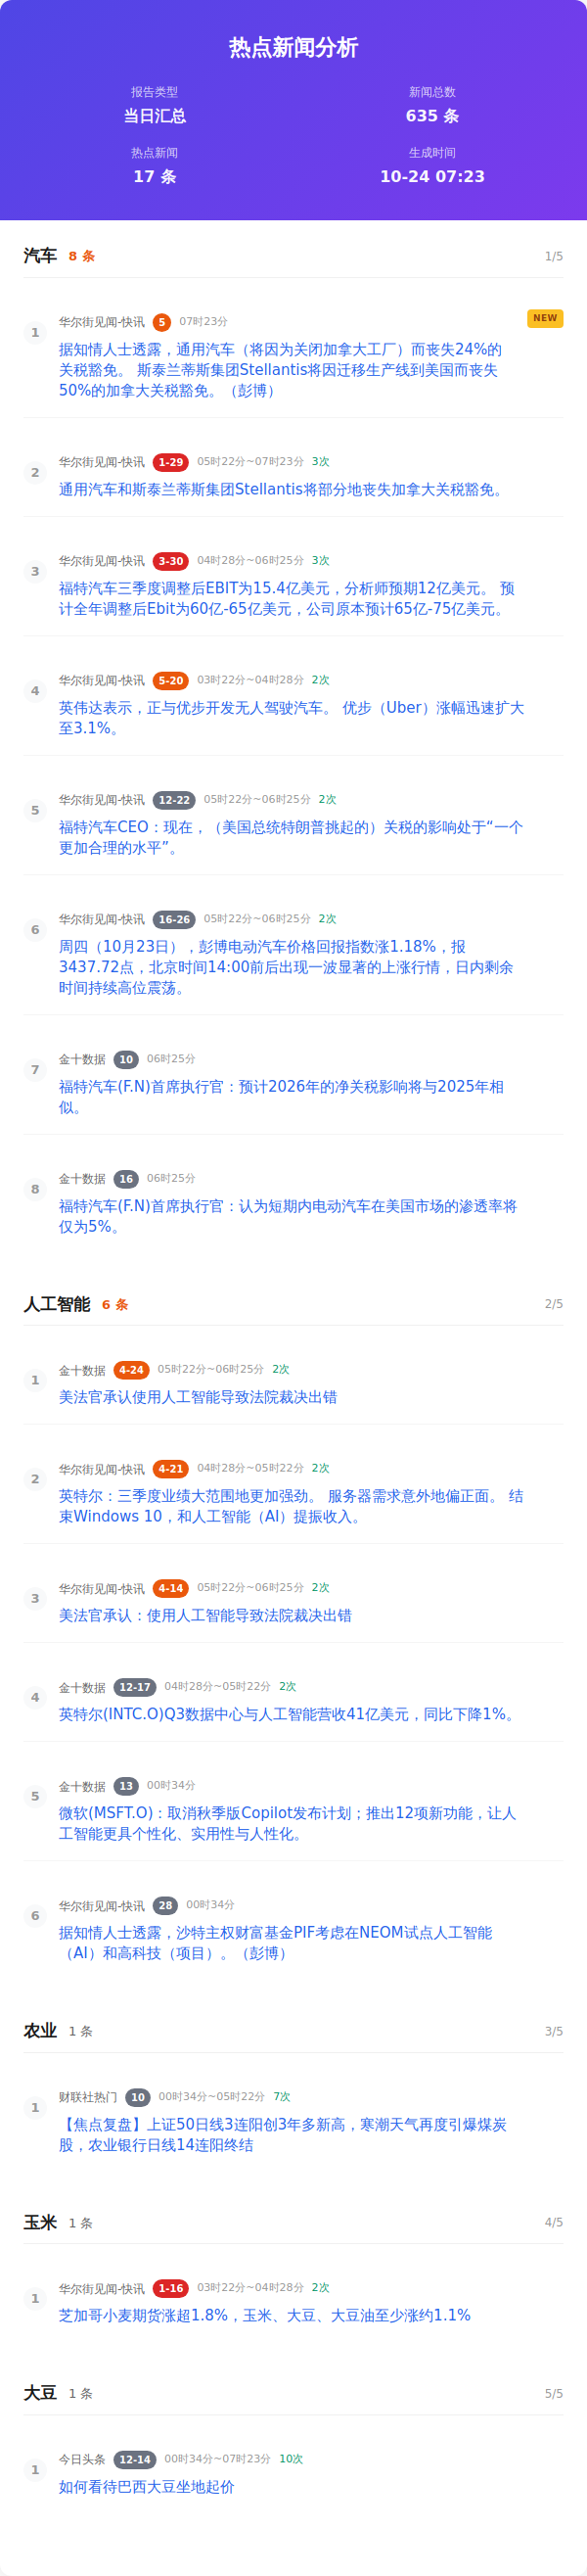 热点新闻分析
报告类型
当日汇总
新闻总数
635 条
热点新闻
17 条
生成时间
10-24 07:23
汽车 8 条 1/5
1 华尔街见闻-快讯 5 07时23分 NEW
据知情人士透露，通用汽车（将因为关闭加拿大工厂）而丧失24%的
关税豁免。 斯泰兰蒂斯集团Stellantis将因迁移生产线到美国而丧失
50%的加拿大关税豁免。（彭博）
2 华尔街见闻-快讯 1-29 05时22分~07时23分 3次
通用汽车和斯泰兰蒂斯集团Stellantis将部分地丧失加拿大关税豁免。
3 华尔街见闻-快讯 3-30 04时28分~06时25分 3次
福特汽车三季度调整后EBIT为15.4亿美元，分析师预期12亿美元。 预
计全年调整后Ebit为60亿-65亿美元，公司原本预计65亿-75亿美元。
4 华尔街见闻-快讯 5-20 03时22分~04时28分 2次
英伟达表示，正与优步开发无人驾驶汽车。 优步（Uber）涨幅迅速扩大
至3.1%。
5 华尔街见闻-快讯 12-22 05时22分~06时25分 2次
福特汽车CEO：现在，（美国总统特朗普挑起的）关税的影响处于“一个
更加合理的水平”。
6 华尔街见闻-快讯 16-26 05时22分~06时25分 2次
周四（10月23日），彭博电动汽车价格回报指数涨1.18%，报
3437.72点，北京时间14:00前后出现一波显著的上涨行情，日内剩余
时间持续高位震荡。
7 金十数据 10 06时25分
福特汽车(F.N)首席执行官：预计2026年的净关税影响将与2025年相
似。
8 金十数据 16 06时25分
福特汽车(F.N)首席执行官：认为短期内电动汽车在美国市场的渗透率将
仅为5%。
人工智能 6 条 2/5
1 金十数据 4-24 05时22分~06时25分 2次
美法官承认使用人工智能导致法院裁决出错
2 华尔街见闻-快讯 4-21 04时28分~05时22分 2次
英特尔：三季度业绩大范围地更加强劲。 服务器需求意外地偏正面。 结
束Windows 10，和人工智能（AI）提振收入。
3 华尔街见闻-快讯 4-14 05时22分~06时25分 2次
美法官承认：使用人工智能导致法院裁决出错
4 金十数据 12-17 04时28分~05时22分 2次
英特尔(INTC.O)Q3数据中心与人工智能营收41亿美元，同比下降1%。
5 金十数据 13 00时34分
微软(MSFT.O)：取消秋季版Copilot发布计划；推出12项新功能，让人
工智能更具个性化、实用性与人性化。
6 华尔街见闻-快讯 28 00时34分
据知情人士透露，沙特主权财富基金PIF考虑在NEOM试点人工智能
（AI）和高科技（项目）。（彭博）
农业 1 条 3/5
1 财联社热门 10 00时34分~05时22分 7次
【焦点复盘】上证50日线3连阳创3年多新高，寒潮天气再度引爆煤炭
股，农业银行日线14连阳终结
玉米 1 条 4/5
1 华尔街见闻-快讯 1-16 03时22分~04时28分 2次
芝加哥小麦期货涨超1.8%，玉米、大豆、大豆油至少涨约1.1%
大豆 1 条 5/5
1 今日头条 12-14 00时34分~07时23分 10次
如何看待巴西大豆坐地起价